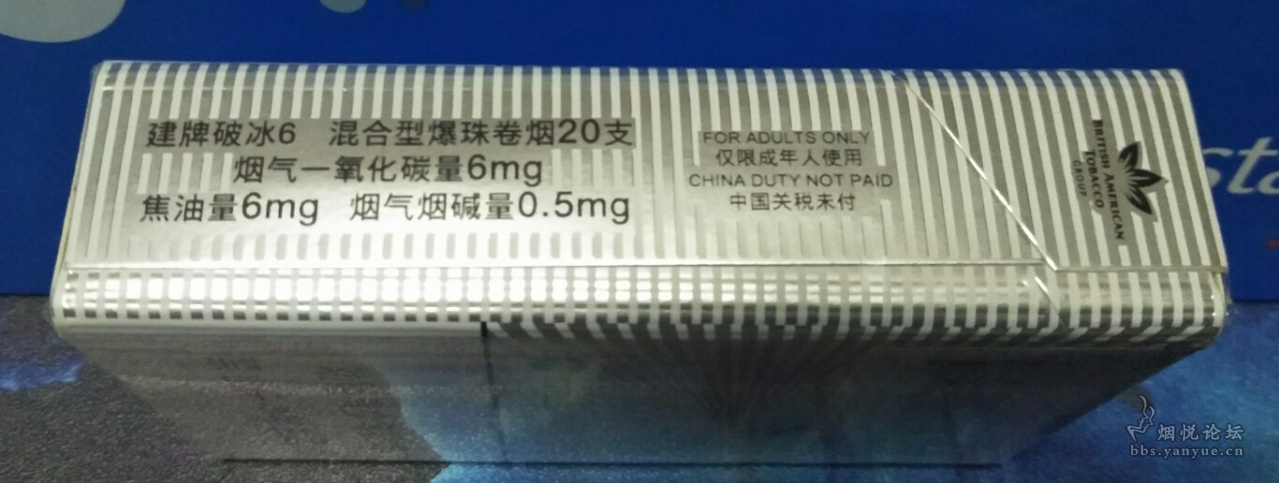 建牌破冰6 混合型爆珠卷烟20支
烟气一氧化碳量6mg
焦油量6mg 烟气烟碱量0.5mg
FOR ADULTS ONLY
仅限成年人使用
CHINA DUTY NOT PAID
中国关税未付
BRITISH AMERICAN
TOBACCO
GROUP
sta
烟悦论坛
bbs.yanyue.cn